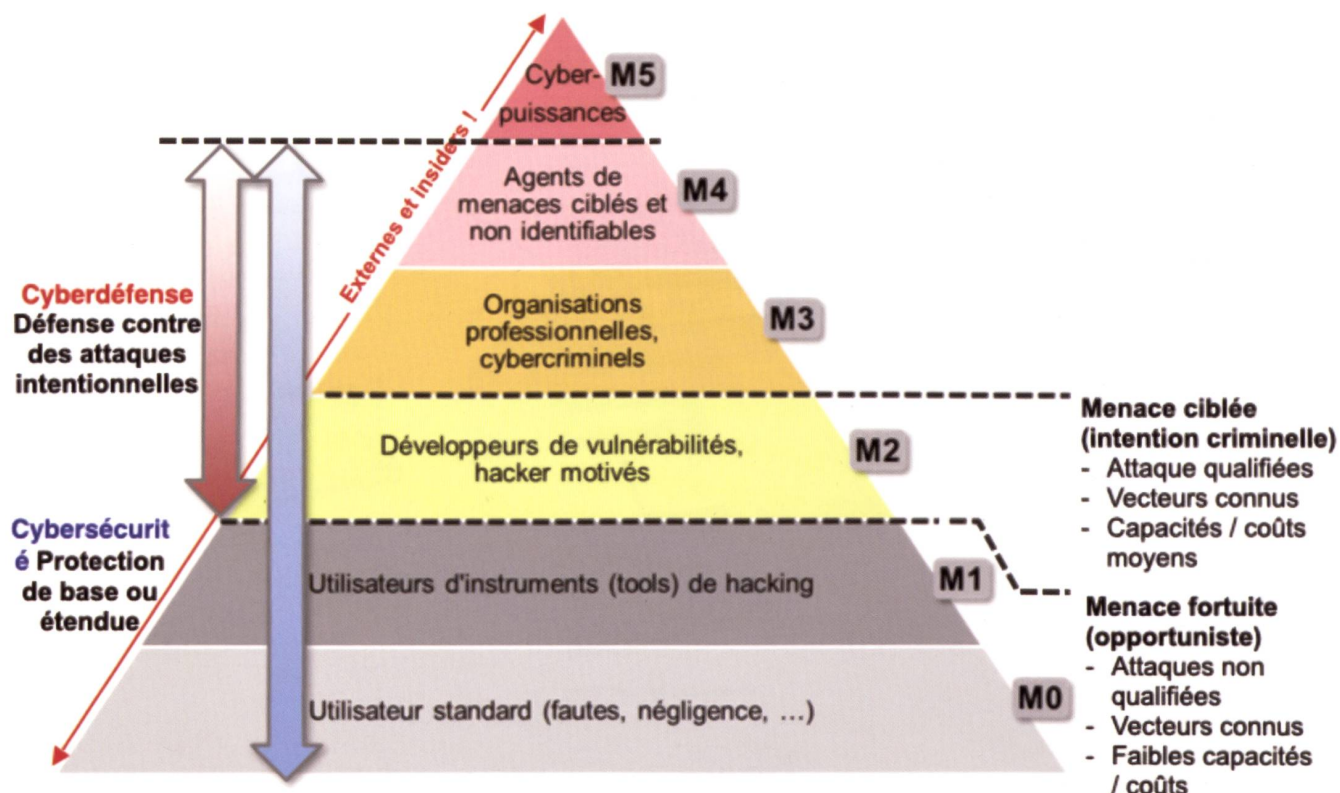 Cyber-
puissances
M5
Externes et insiders !
Agents de
menaces ciblés et
non identifiables
M4
Cyberdéfense
Défense contre
des attaques
intentionnelles
Organisations
professionnelles,
cybercriminels
M3
Développeurs de vulnérabilités,
hacker motivés
M2
Menace ciblée
(intention criminelle)
- Attaque qualifiées
- Vecteurs connus
- Capacités / coûts
moyens
Cybersécurit
é Protection
de base ou
étendue
Utilisateurs d'instruments (tools) de hacking
M1
Menace fortuite
(opportuniste)
- Attaques non
qualifiées
- Vecteurs connus
- Faibles capacités
/ coûts
Utilisateur standard (fautes, négligence, ...)
M0